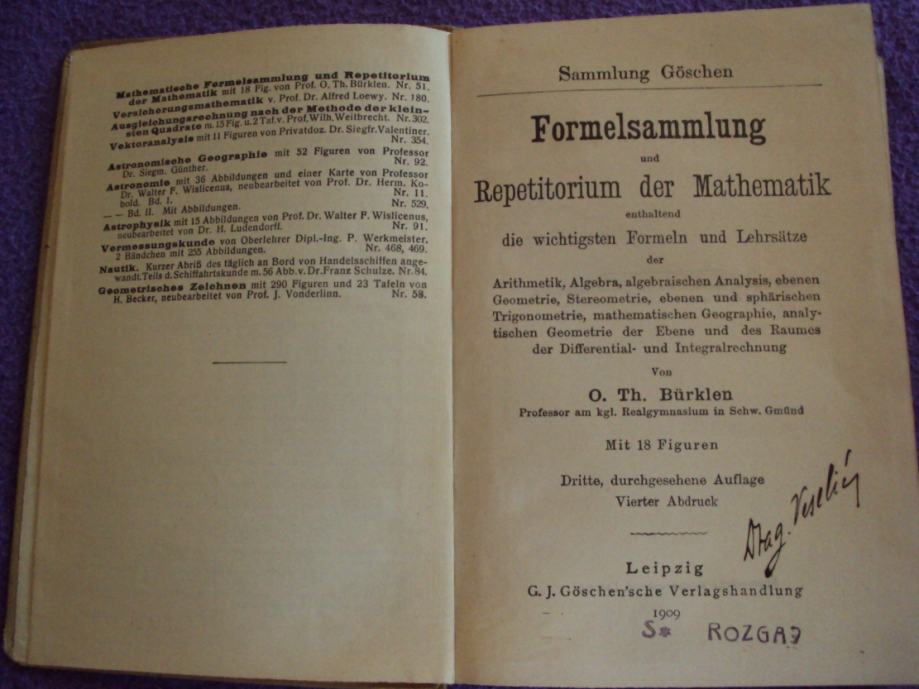 Mathematische Formelsammlung und Repetitorium
der Mathematik mit 18 Fig. von Prof. O. Th. Bürklen. Nr. 51.
Versicherungsmathematik v. Prof. Dr. Alfred Loewy. Nr. 180.
Ausgleichungsrechnung nach der Methode der klein-
sten Quadrate m. 15 Fig. u. 2 Taf. v. Prof. Wilh. Weitbrecht. Nr. 302.
Vektoranalysis mit 11 Figuren von Privatdoz. Dr. Siegfr. Valentiner.
Nr. 354.
Astronomische Geographie mit 52 Figuren von Professor
Dr. Siegm. Günther. Nr. 92.
Astronomie mit 36 Abbildungen und einer Karte von Professor
Dr. Walter F. Wislicenus, neubearbeitet von Prof. Dr. Herm. Ko-
bold. Bd. I. Nr. 11.
— — Bd. II. Mit Abbildungen. Nr. 529.
Astrophysik mit 15 Abbildungen von Prof. Dr. Walter F. Wislicenus,
neubearbeitet von Dr. H. Ludendorff. Nr. 91.
Vermessungskunde von Oberlehrer Dipl.-Ing. P. Werkmeister.
2 Bändchen mit 255 Abbildungen. Nr. 468, 469.
Nautik. Kurzer Abriß des täglich an Bord von Handelsschiffen ange-
wandt. Teils d. Schiffahrtskunde m. 56 Abb. v. Dr. Franz Schulze. Nr. 84.
Geometrisches Zeichnen mit 290 Figuren und 23 Tafeln von
H. Becker, neubearbeitet von Prof. J. Vonderlinn. Nr. 58.
Sammlung Göschen
Formelsammlung
und
Repetitorium der Mathematik
enthaltend
die wichtigsten Formeln und Lehrsätze
der
Arithmetik, Algebra, algebraischen Analysis, ebenen
Geometrie, Stereometrie, ebenen und sphärischen
Trigonometrie, mathematischen Geographie, analy-
tischen Geometrie der Ebene und des Raumes
der Differential- und Integralrechnung
Von
O. Th. Bürklen
Professor am kgl. Realgymnasium in Schw. Gmünd
Mit 18 Figuren
Dritte, durchgesehene Auflage
Vierter Abdruck
Drag. Veselić
Leipzig
G. J. Göschen'sche Verlagshandlung
1909
S* ROZGAJ